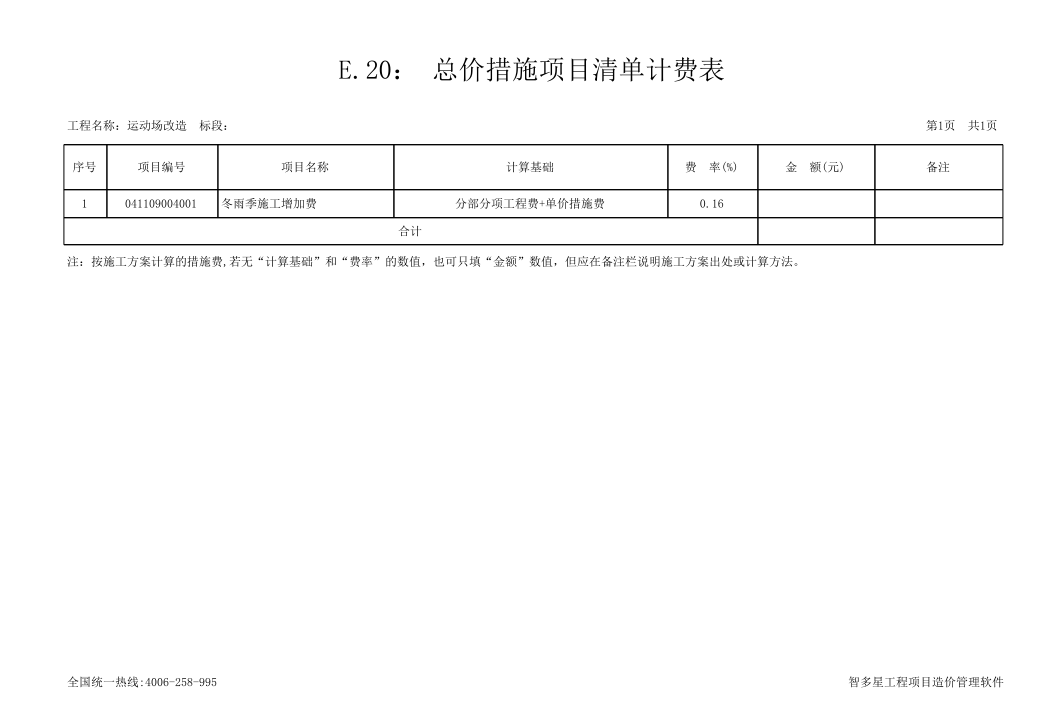 E.20： 总价措施项目清单计费表
工程名称：运动场改造 标段： 第1页 共1页
序号 项目编号 项目名称 计算基础 费 率(%) 金 额(元) 备注
1 041109004001 冬雨季施工增加费 分部分项工程费+单价措施费 0.16
合计
注：按施工方案计算的措施费,若无“计算基础”和“费率”的数值，也可只填“金额”数值，但应在备注栏说明施工方案出处或计算方法。
全国统一热线:4006-258-995 智多星工程项目造价管理软件